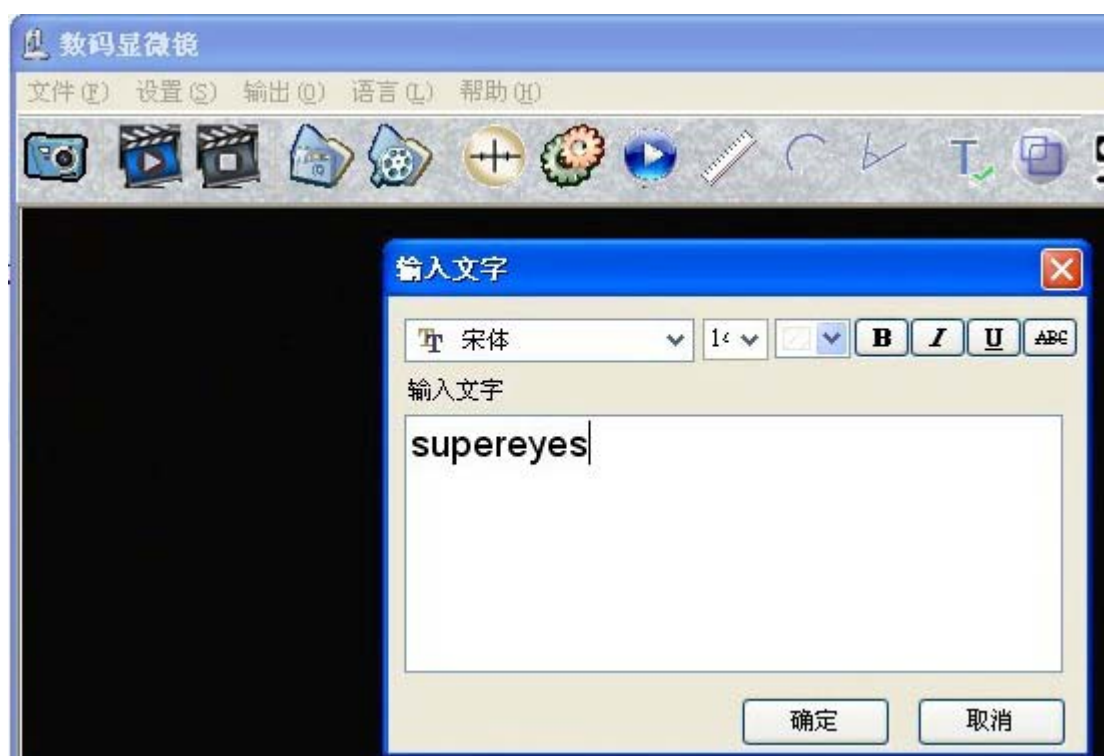 数码显微镜
文件(F) 设置(S) 输出(O) 语言(L) 帮助(H)
T
输入文字
宋体 B I U ABC
输入文字
supereyes
确定 取消